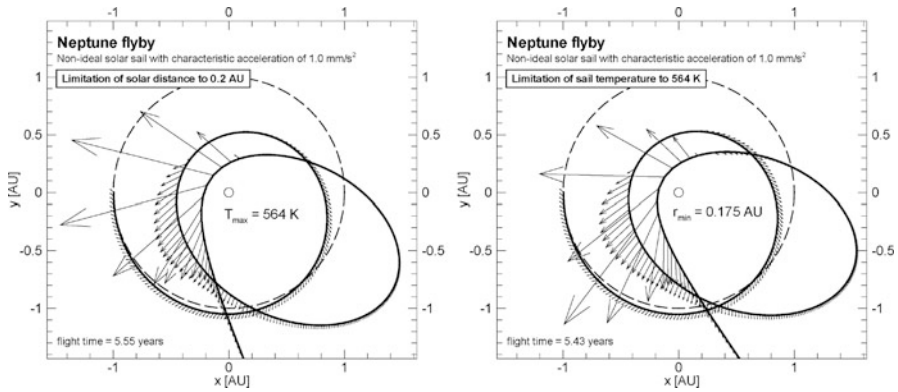 -1 0 1
Neptune flyby
Non-ideal solar sail with characteristic acceleration of 1.0 mm/s²
Limitation of solar distance to 0.2 AU
1 1
0.5 0.5
0 0
-0.5 -0.5
-1 -1
y [AU]
T max = 564 K
flight time = 5.55 years
-1 0 1
x [AU]
-1 0 1
Neptune flyby
Non-ideal solar sail with characteristic acceleration of 1.0 mm/s²
Limitation of sail temperature to 564 K
1 1
0.5 0.5
0 0
-0.5 -0.5
-1 -1
y [AU]
r min = 0.175 AU
flight time = 5.43 years
-1 0 1
x [AU]